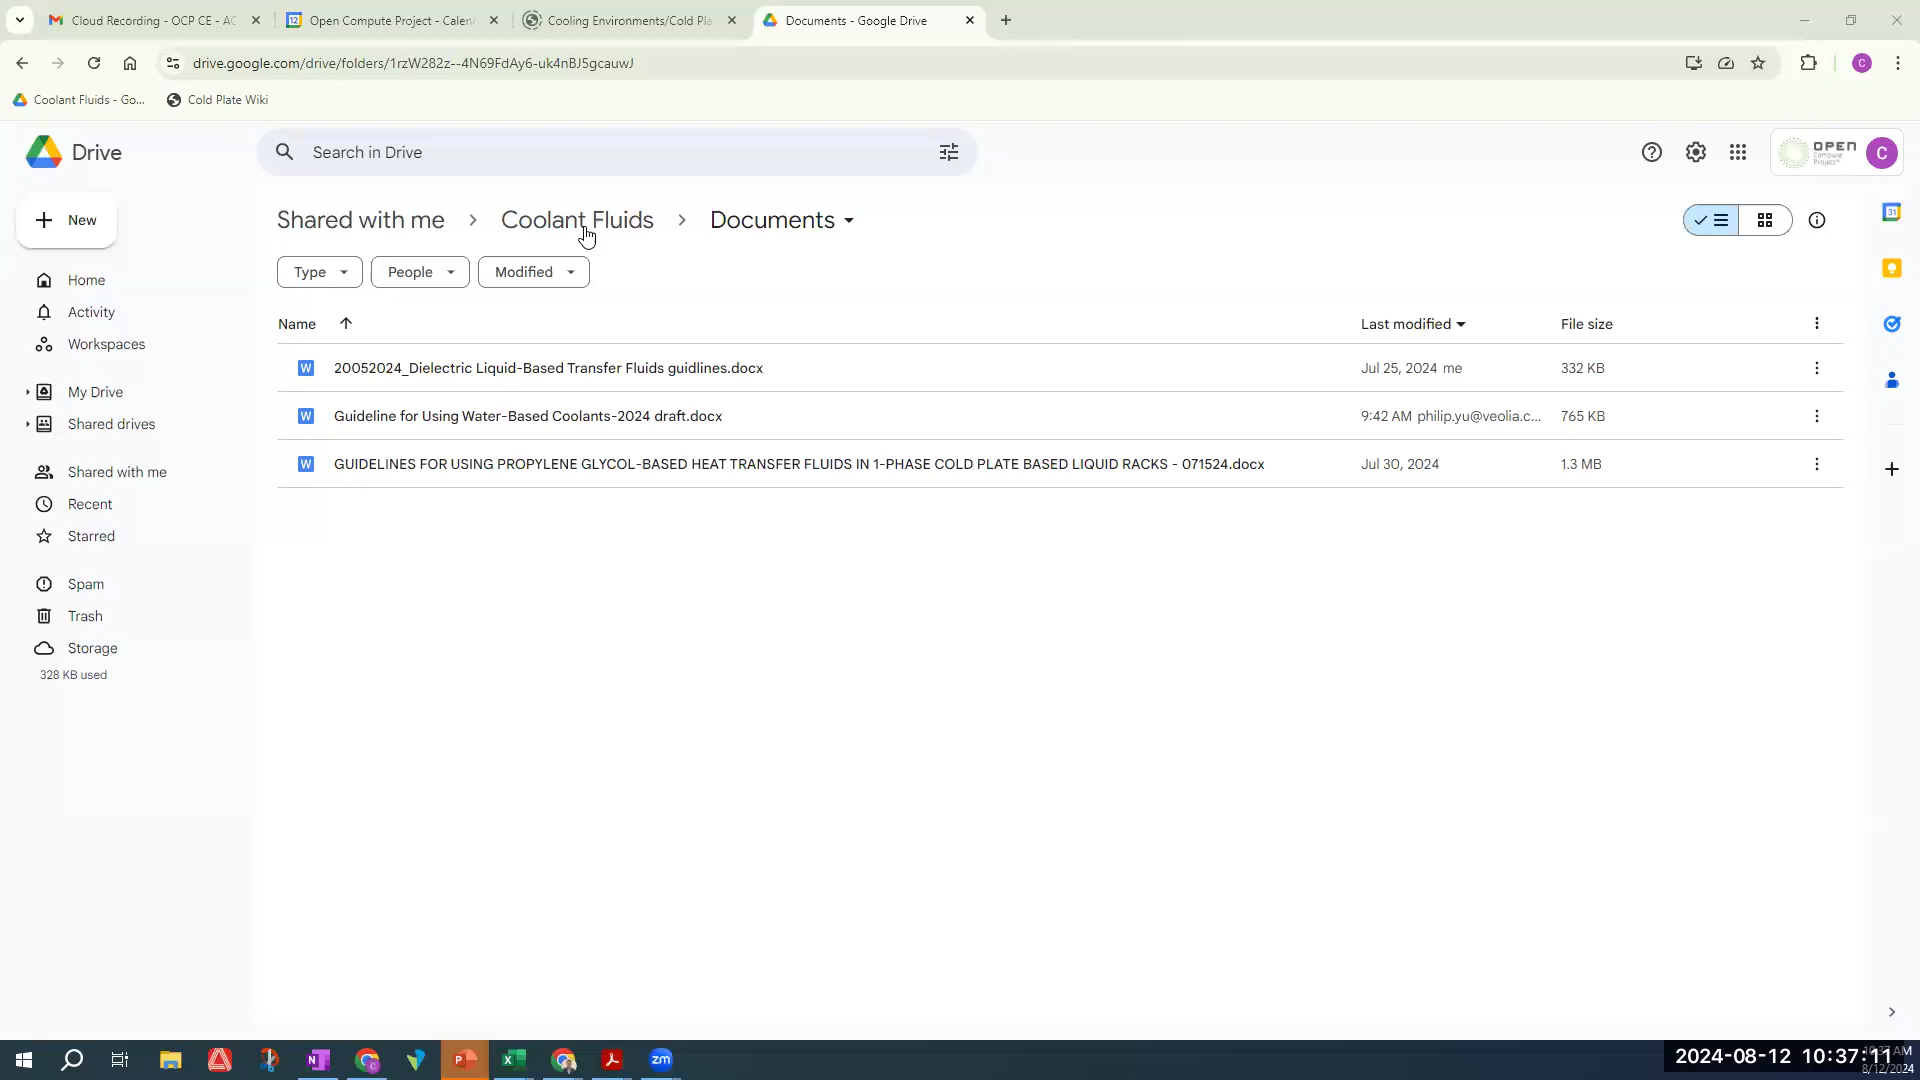 Cloud Recording - OCP CE - AC
Open Compute Project - Calen
Cooling Environments/Cold Pla
Documents - Google Drive
drive.google.com/drive/folders/1rzW282z--4N69FdAy6-uk4nBJ5gcauwJ
C
Coolant Fluids - Go...
Cold Plate Wiki
Drive
Search in Drive
OPEN
Compute
Project™
C
New
Shared with me
Coolant Fluids
Documents
Type
People
Modified
Home
Activity
Workspaces
My Drive
Shared drives
Shared with me
Recent
Starred
Spam
Trash
Storage
328 KB used
Name
Last modified
File size
20052024_Dielectric Liquid-Based Transfer Fluids guidlines.docx
Jul 25, 2024 me
332 KB
Guideline for Using Water-Based Coolants-2024 draft.docx
9:42 AM philip.yu@veolia.c...
765 KB
GUIDELINES FOR USING PROPYLENE GLYCOL-BASED HEAT TRANSFER FLUIDS IN 1-PHASE COLD PLATE BASED LIQUID RACKS - 071524.docx
Jul 30, 2024
1.3 MB
2024-08-12 10:37:11
AM
8/12/2024